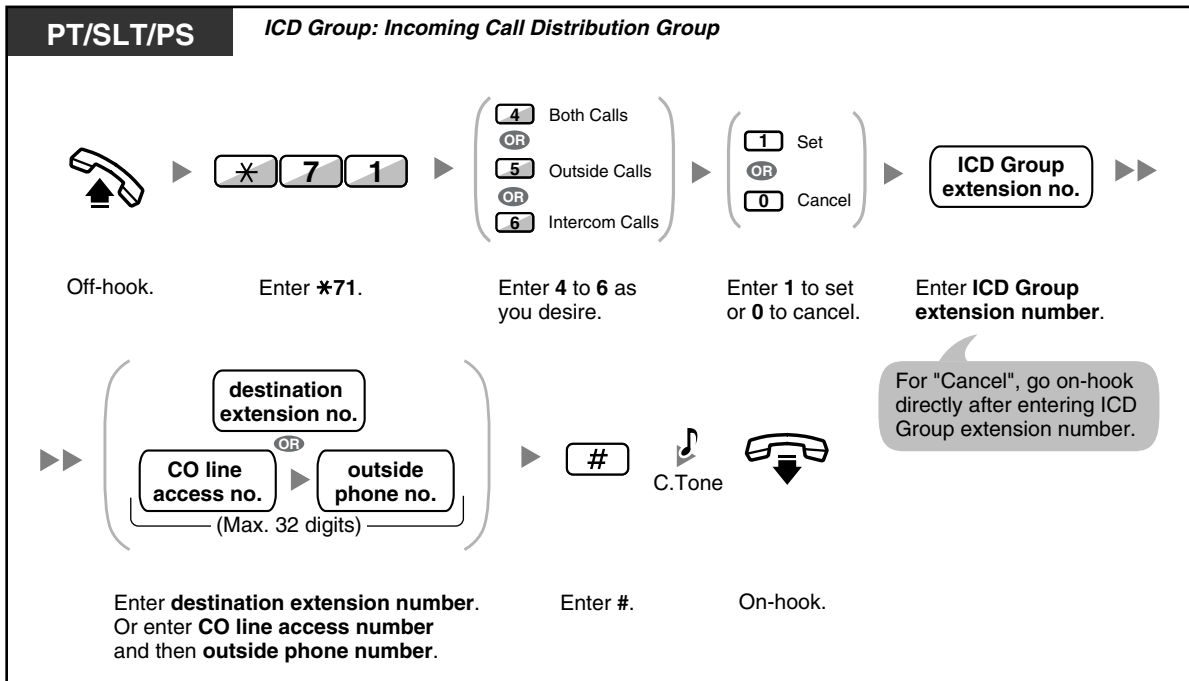 PT/SLT/PS
ICD Group: Incoming Call Distribution Group
4 Both Calls
OR
5 Outside Calls
OR
6 Intercom Calls
1 Set
OR
0 Cancel
ICD Group
extension no.
* 7 1
Off-hook.
Enter *71.
Enter 4 to 6 as
you desire.
Enter 1 to set
or 0 to cancel.
Enter ICD Group
extension number.
For "Cancel", go on-hook
directly after entering ICD
Group extension number.
destination
extension no.
OR
CO line
access no.
outside
phone no.
(Max. 32 digits)
#
C.Tone
Enter destination extension number.
Or enter CO line access number
and then outside phone number.
Enter #.
On-hook.